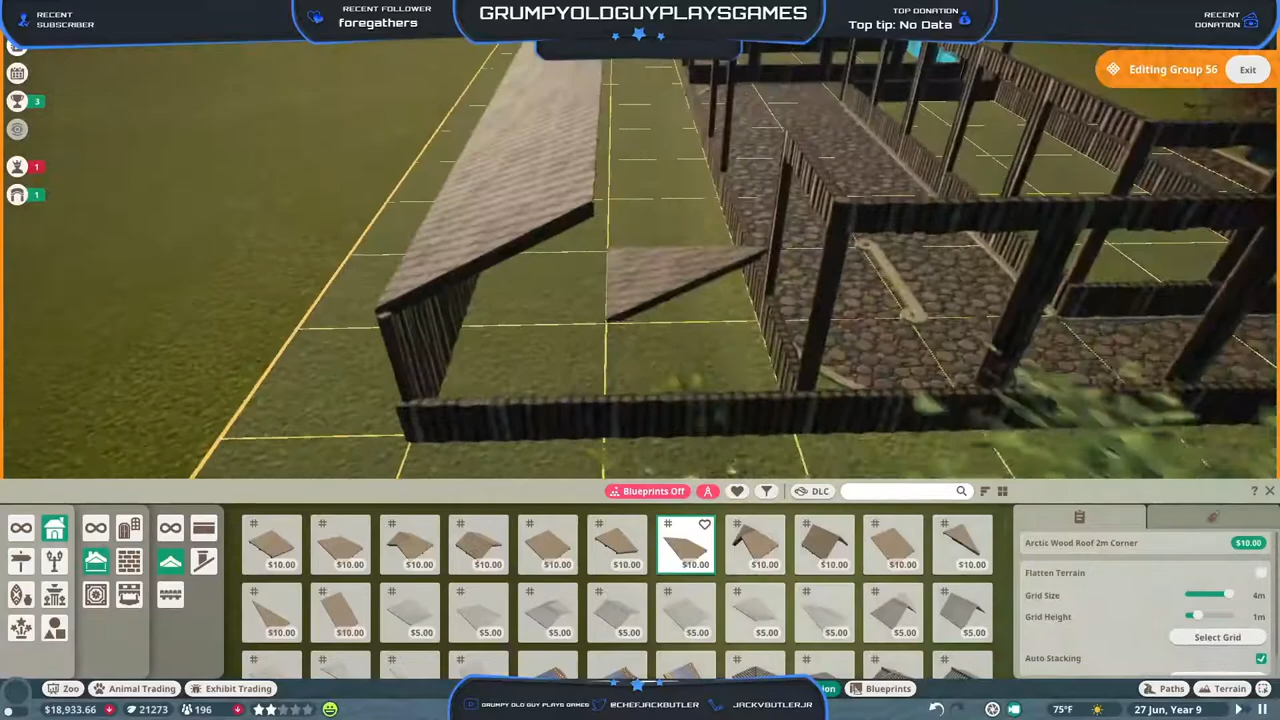 RECENT SUBSCRIBER
RECENT FOLLOWER
foregathers
GRUMPYOLDGUYPLAYSGAMES
TOP DONATION
Top tip: No Data
RECENT DONATION
Editing Group 56
Exit
3
1
1
Blueprints Off
DLC
? ×
$10.00 $10.00 $10.00 $10.00 $10.00 $10.00 $10.00 $10.00 $10.00 $10.00 $10.00
$10.00 $10.00 $5.00 $5.00 $5.00 $5.00 $5.00 $5.00 $5.00 $5.00 $5.00
Arctic Wood Roof 2m Corner $10.00
Flatten Terrain
Grid Size 4m
Grid Height 1m
Select Grid
Auto Stacking
Zoo
Animal Trading
Exhibit Trading
Blueprints
Paths
Terrain
$18,933.66
21273
196
GRUMPY OLD GUY PLAYS GAMES
@CHEFJACKBUTLER
JACKVBUTLERJR
75°F
27 Jun, Year 9